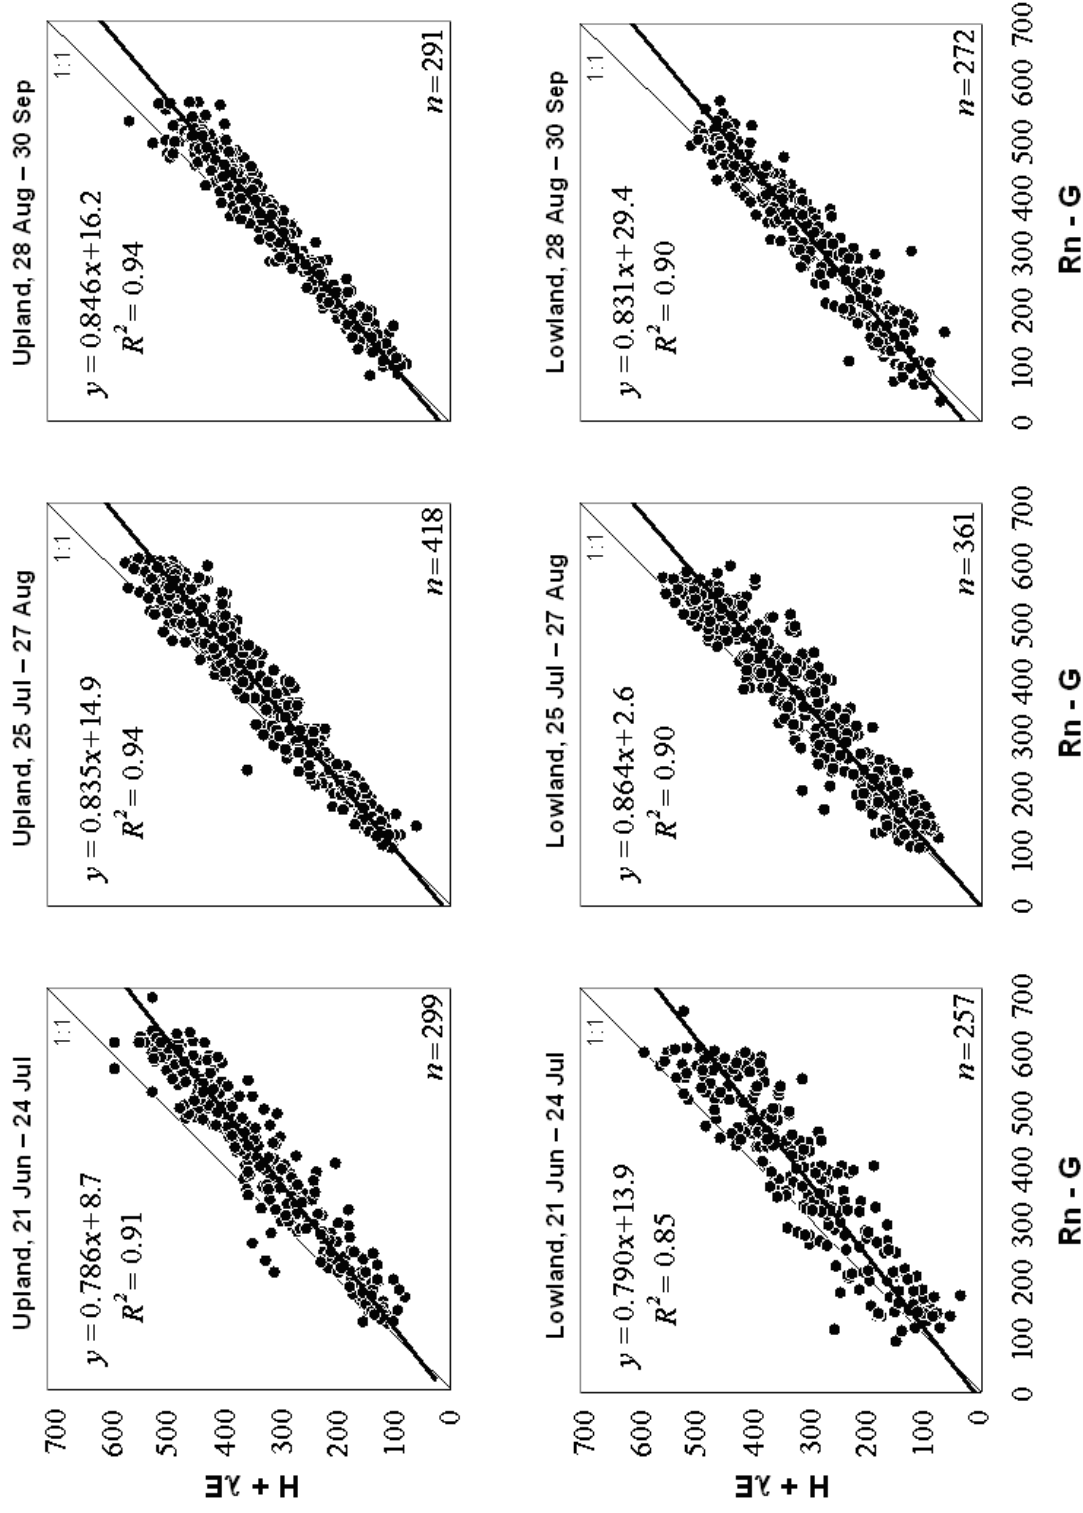 Upland, 21 Jun – 24 Jul
1:1
y = 0.786x+8.7
R² = 0.91
n=299
Upland, 25 Jul – 27 Aug
1:1
y = 0.835x+14.9
R² = 0.94
n=418
Upland, 28 Aug – 30 Sep
1:1
y = 0.846x+16.2
R² = 0.94
n=291
700
600
500
400
300
200
100
0
H + λE
Lowland, 21 Jun – 24 Jul
1:1
y = 0.790x+13.9
R² = 0.85
n=257
Lowland, 25 Jul – 27 Aug
1:1
y = 0.864x+2.6
R² = 0.90
n=361
Lowland, 28 Aug – 30 Sep
1:1
y = 0.831x+29.4
R² = 0.90
n=272
700
600
500
400
300
200
100
0
H + λE
0 100 200 300 400 500 600 700
0 100 200 300 400 500 600 700
0 100 200 300 400 500 600 700
Rn - G
Rn - G
Rn - G